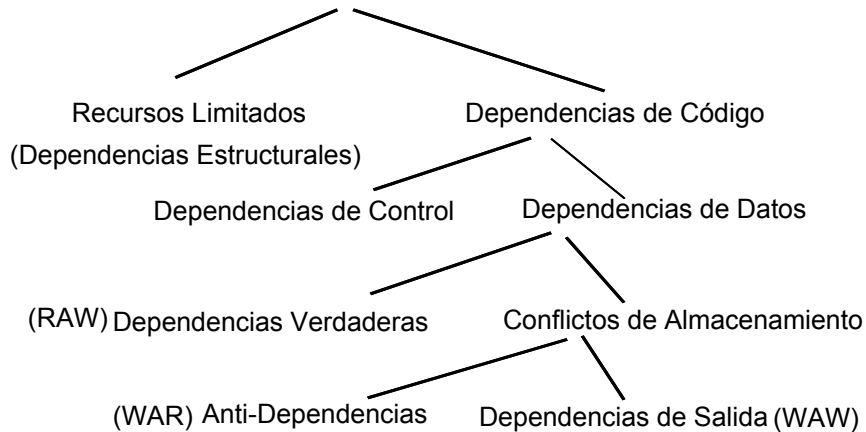 Recursos Limitados
(Dependencias Estructurales)
Dependencias de Código
Dependencias de Control
Dependencias de Datos
(RAW) Dependencias Verdaderas
Conflictos de Almacenamiento
(WAR) Anti-Dependencias
Dependencias de Salida (WAW)